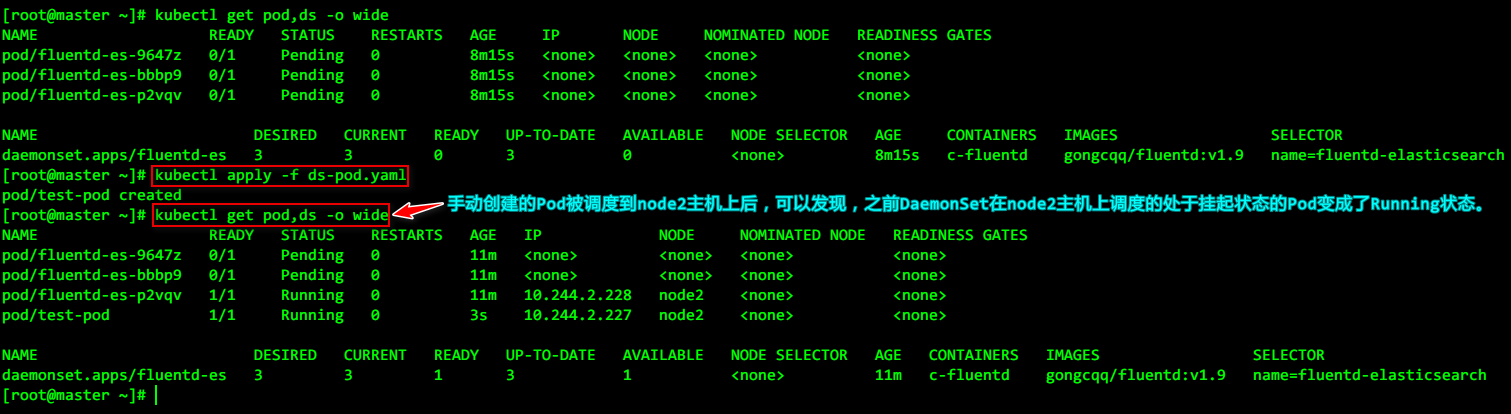 [root@master ~]# kubectl get pod,ds -o wide
NAME READY STATUS RESTARTS AGE IP NODE NOMINATED NODE READINESS GATES
pod/fluentd-es-9647z 0/1 Pending 0 8m15s <none> <none> <none> <none>
pod/fluentd-es-bbbp9 0/1 Pending 0 8m15s <none> <none> <none> <none>
pod/fluentd-es-p2vqv 0/1 Pending 0 8m15s <none> <none> <none> <none>
NAME DESIRED CURRENT READY UP-TO-DATE AVAILABLE NODE SELECTOR AGE CONTAINERS IMAGES SELECTOR
daemonset.apps/fluentd-es 3 3 0 3 0 <none> 8m15s c-fluentd gongcqq/fluentd:v1.9 name=fluentd-elasticsearch
[root@master ~]# kubectl apply -f ds-pod.yaml
pod/test-pod created
[root@master ~]# kubectl get pod,ds -o wide 手动创建的Pod被调度到node2主机上后，可以发现，之前DaemonSet在node2主机上调度的处于挂起状态的Pod变成了Running状态。
NAME READY STATUS RESTARTS AGE IP NODE NOMINATED NODE READINESS GATES
pod/fluentd-es-9647z 0/1 Pending 0 11m <none> <none> <none> <none>
pod/fluentd-es-bbbp9 0/1 Pending 0 11m <none> <none> <none> <none>
pod/fluentd-es-p2vqv 1/1 Running 0 11m 10.244.2.228 node2 <none> <none>
pod/test-pod 1/1 Running 0 3s 10.244.2.227 node2 <none> <none>
NAME DESIRED CURRENT READY UP-TO-DATE AVAILABLE NODE SELECTOR AGE CONTAINERS IMAGES SELECTOR
daemonset.apps/fluentd-es 3 3 1 3 1 <none> 11m c-fluentd gongcqq/fluentd:v1.9 name=fluentd-elasticsearch
[root@master ~]#